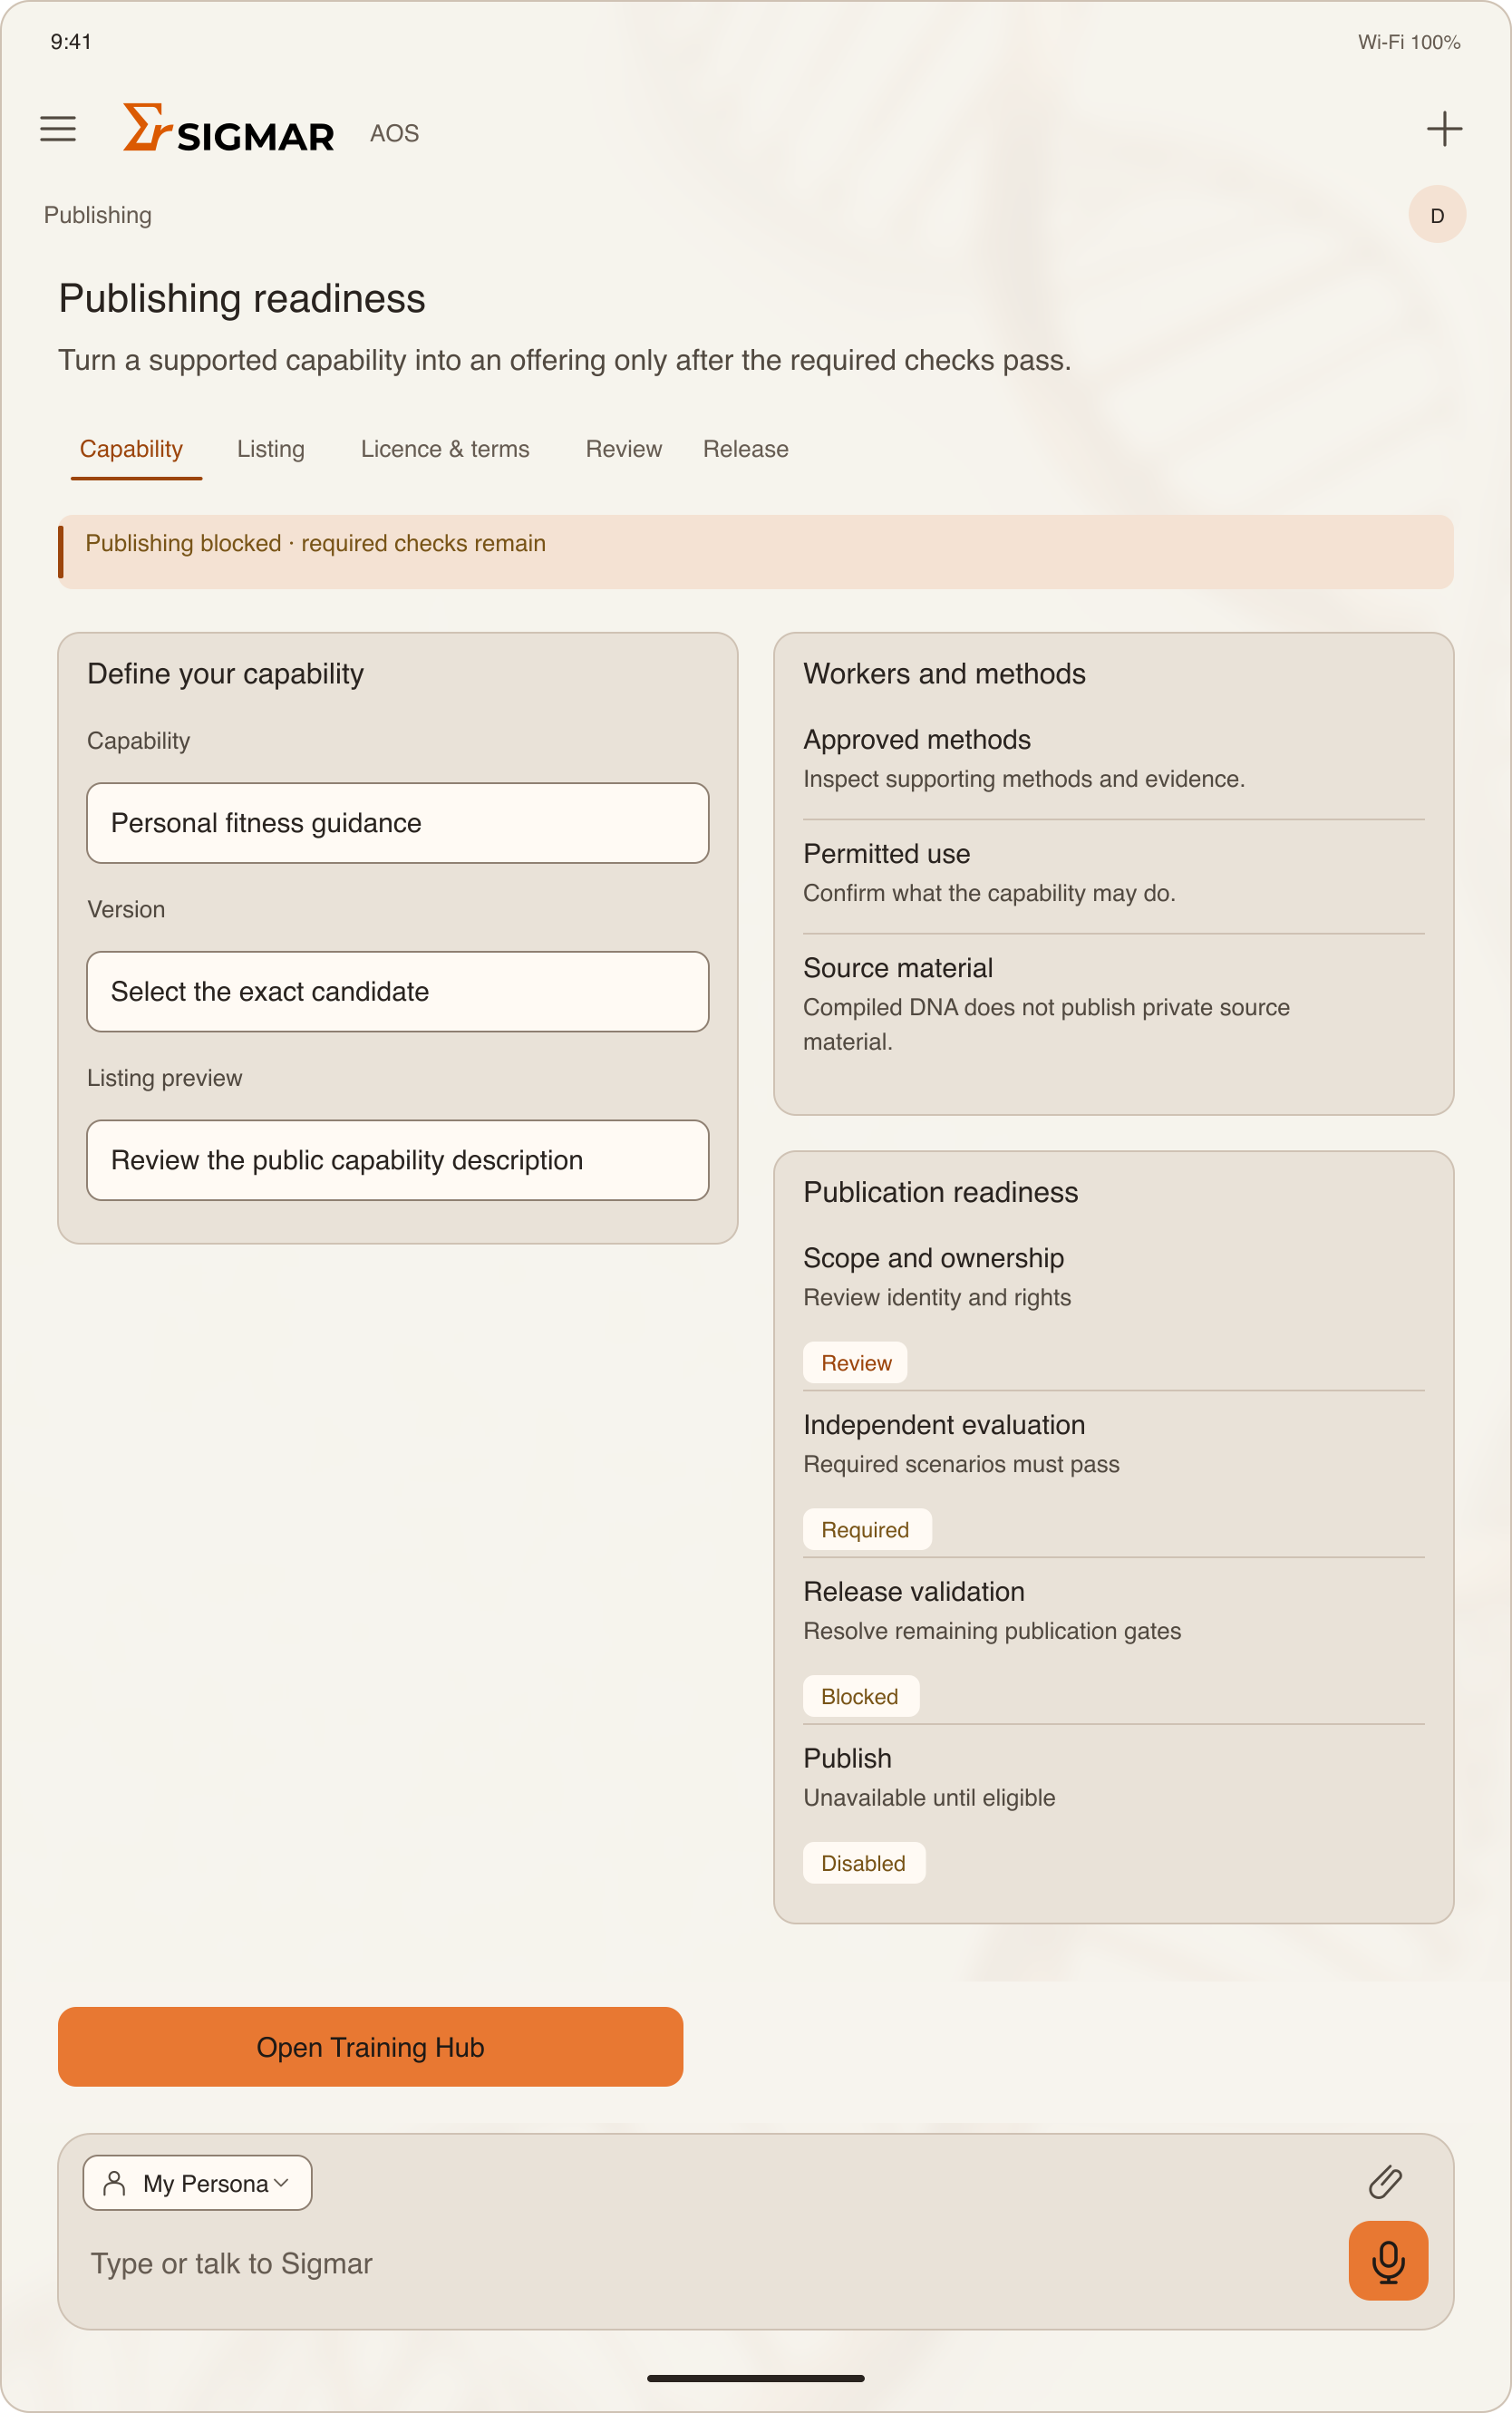 9:41
Wi-Fi 100%
Σr SIGMAR AOS
Publishing
D
Publishing readiness
Turn a supported capability into an offering only after the required checks pass.
Capability
Listing
Licence & terms
Review
Release
Publishing blocked · required checks remain
Define your capability
Capability
Personal fitness guidance
Version
Select the exact candidate
Listing preview
Review the public capability description
Workers and methods
Approved methods
Inspect supporting methods and evidence.
Permitted use
Confirm what the capability may do.
Source material
Compiled DNA does not publish private source
material.
Publication readiness
Scope and ownership
Review identity and rights
Review
Independent evaluation
Required scenarios must pass
Required
Release validation
Resolve remaining publication gates
Blocked
Publish
Unavailable until eligible
Disabled
Open Training Hub
My Persona
Type or talk to Sigmar